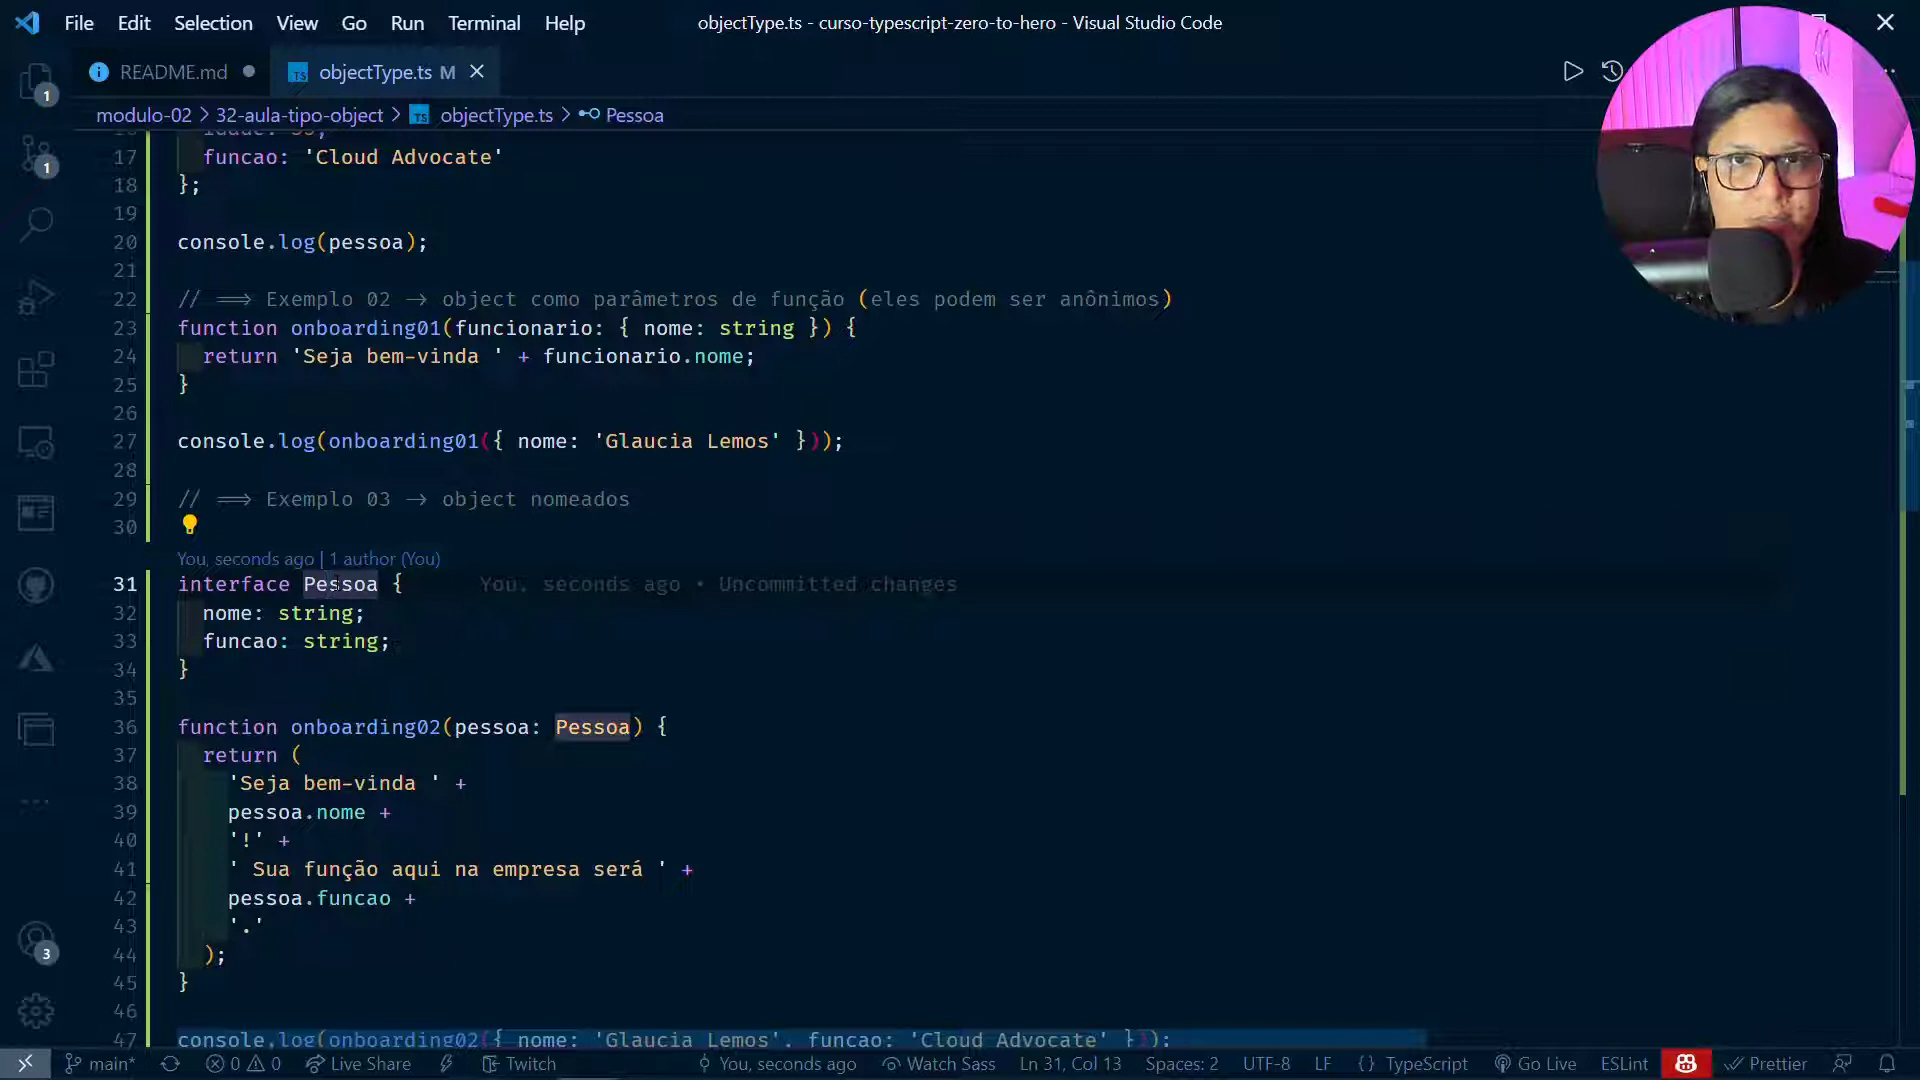 File Edit Selection View Go Run Terminal Help
objectType.ts - curso-typescript-zero-to-hero - Visual Studio Code
README.md
objectType.ts M
modulo-02 > 32-aula-tipo-object > TS objectType.ts > Pessoa
17 funcao: 'Cloud Advocate'
18 };
19
20 console.log(pessoa);
21
22 // ==> Exemplo 02 -> object como parâmetros de função (eles podem ser anônimos)
23 function onboarding01(funcionario: { nome: string }) {
24 return 'Seja bem-vinda ' + funcionario.nome;
25 }
26
27 console.log(onboarding01({ nome: 'Glaucia Lemos' }));
28
29 // ==> Exemplo 03 -> object nomeados
30
You, seconds ago | 1 author (You)
31 interface Pessoa { You, seconds ago • Uncommitted changes
32 nome: string;
33 funcao: string;
34 }
35
36 function onboarding02(pessoa: Pessoa) {
37 return (
38 'Seja bem-vinda ' +
39 pessoa.nome +
40 '!' +
41 ' Sua função aqui na empresa será ' +
42 pessoa.funcao +
43 '.'
44 );
45 }
46
47 console.log(onboarding02({ nome: 'Glaucia Lemos', funcao: 'Cloud Advocate' }));
1
1
3
main* 0 0 Live Share Twitch You, seconds ago Watch Sass Ln 31, Col 13 Spaces: 2 UTF-8 LF {} TypeScript Go Live ESLint Prettier